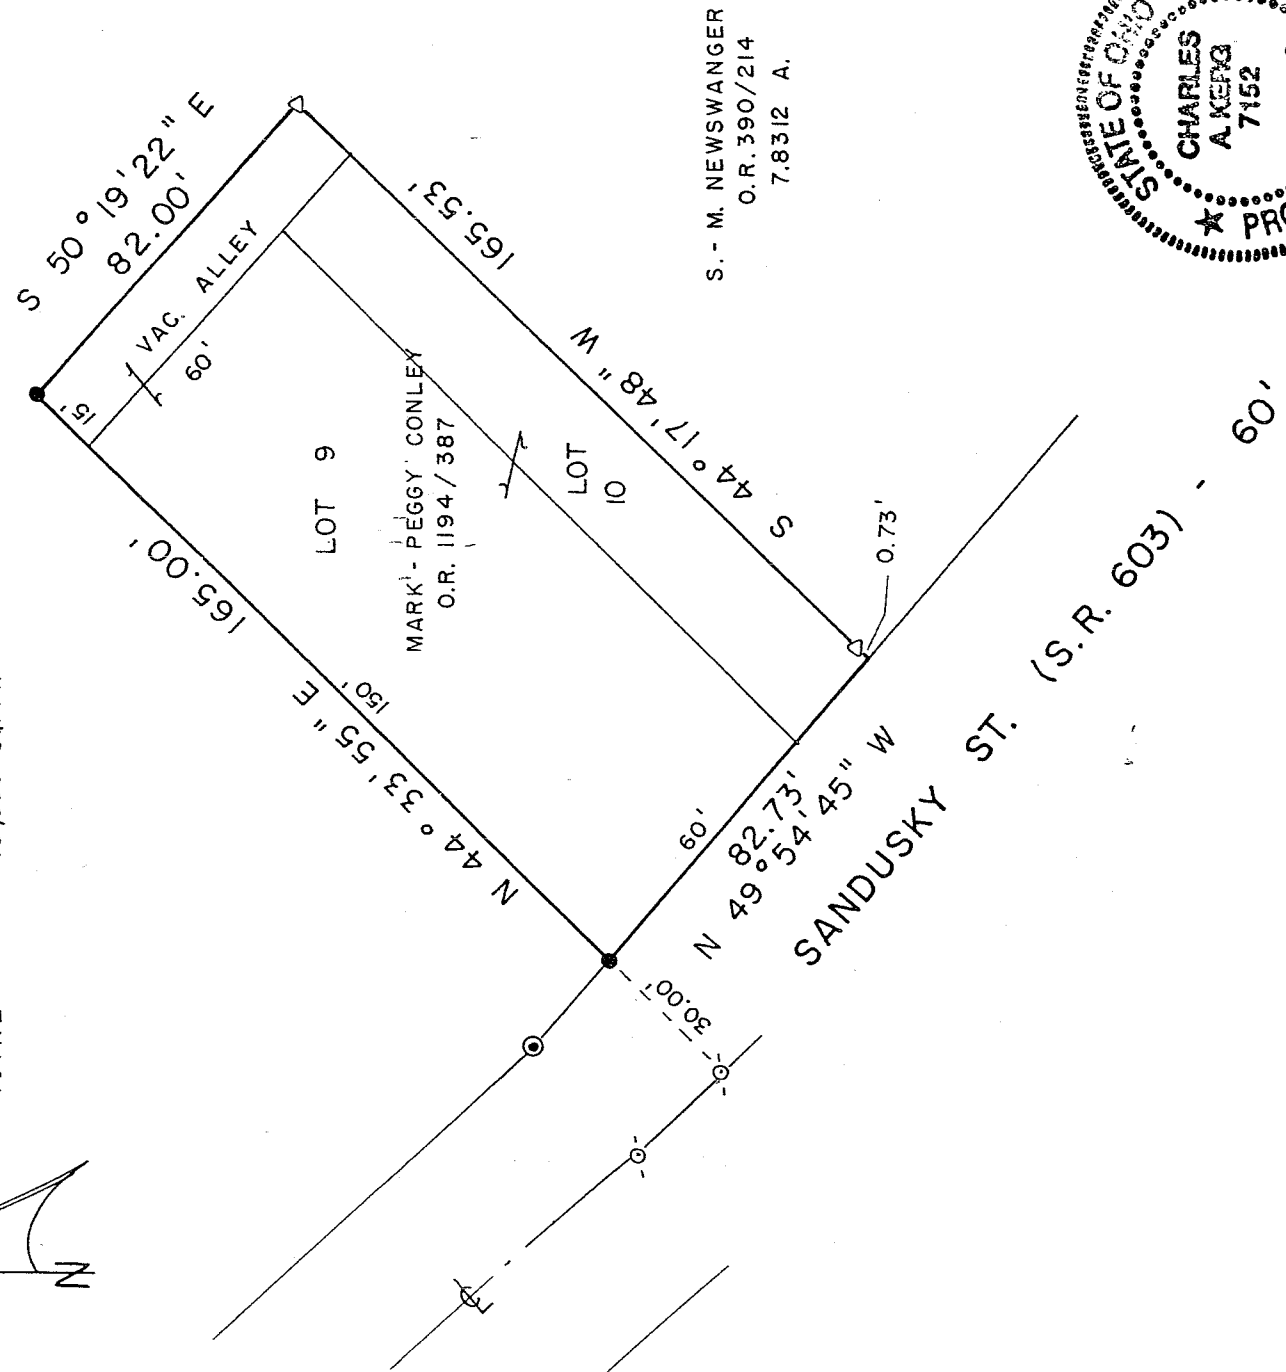 S 50°19'22" E
82.00'
VAC. ALLEY
15'
60'
165.53'
S 44°17'48" W
S. - M. NEWSWANGER
O.R. 390/214
7.8312 A.
LOT 9
MARK - PEGGY CONLEY
O.R. 1194/387
LOT
10
165.00'
N 44°33'55" E
150'
60'
82.73'
N 49°54'45" W
0.73'
30.00'
SANDUSKY ST. (S.R. 603) - 60'
N
STATE OF OHIO
CHARLES
A. KERG
7152